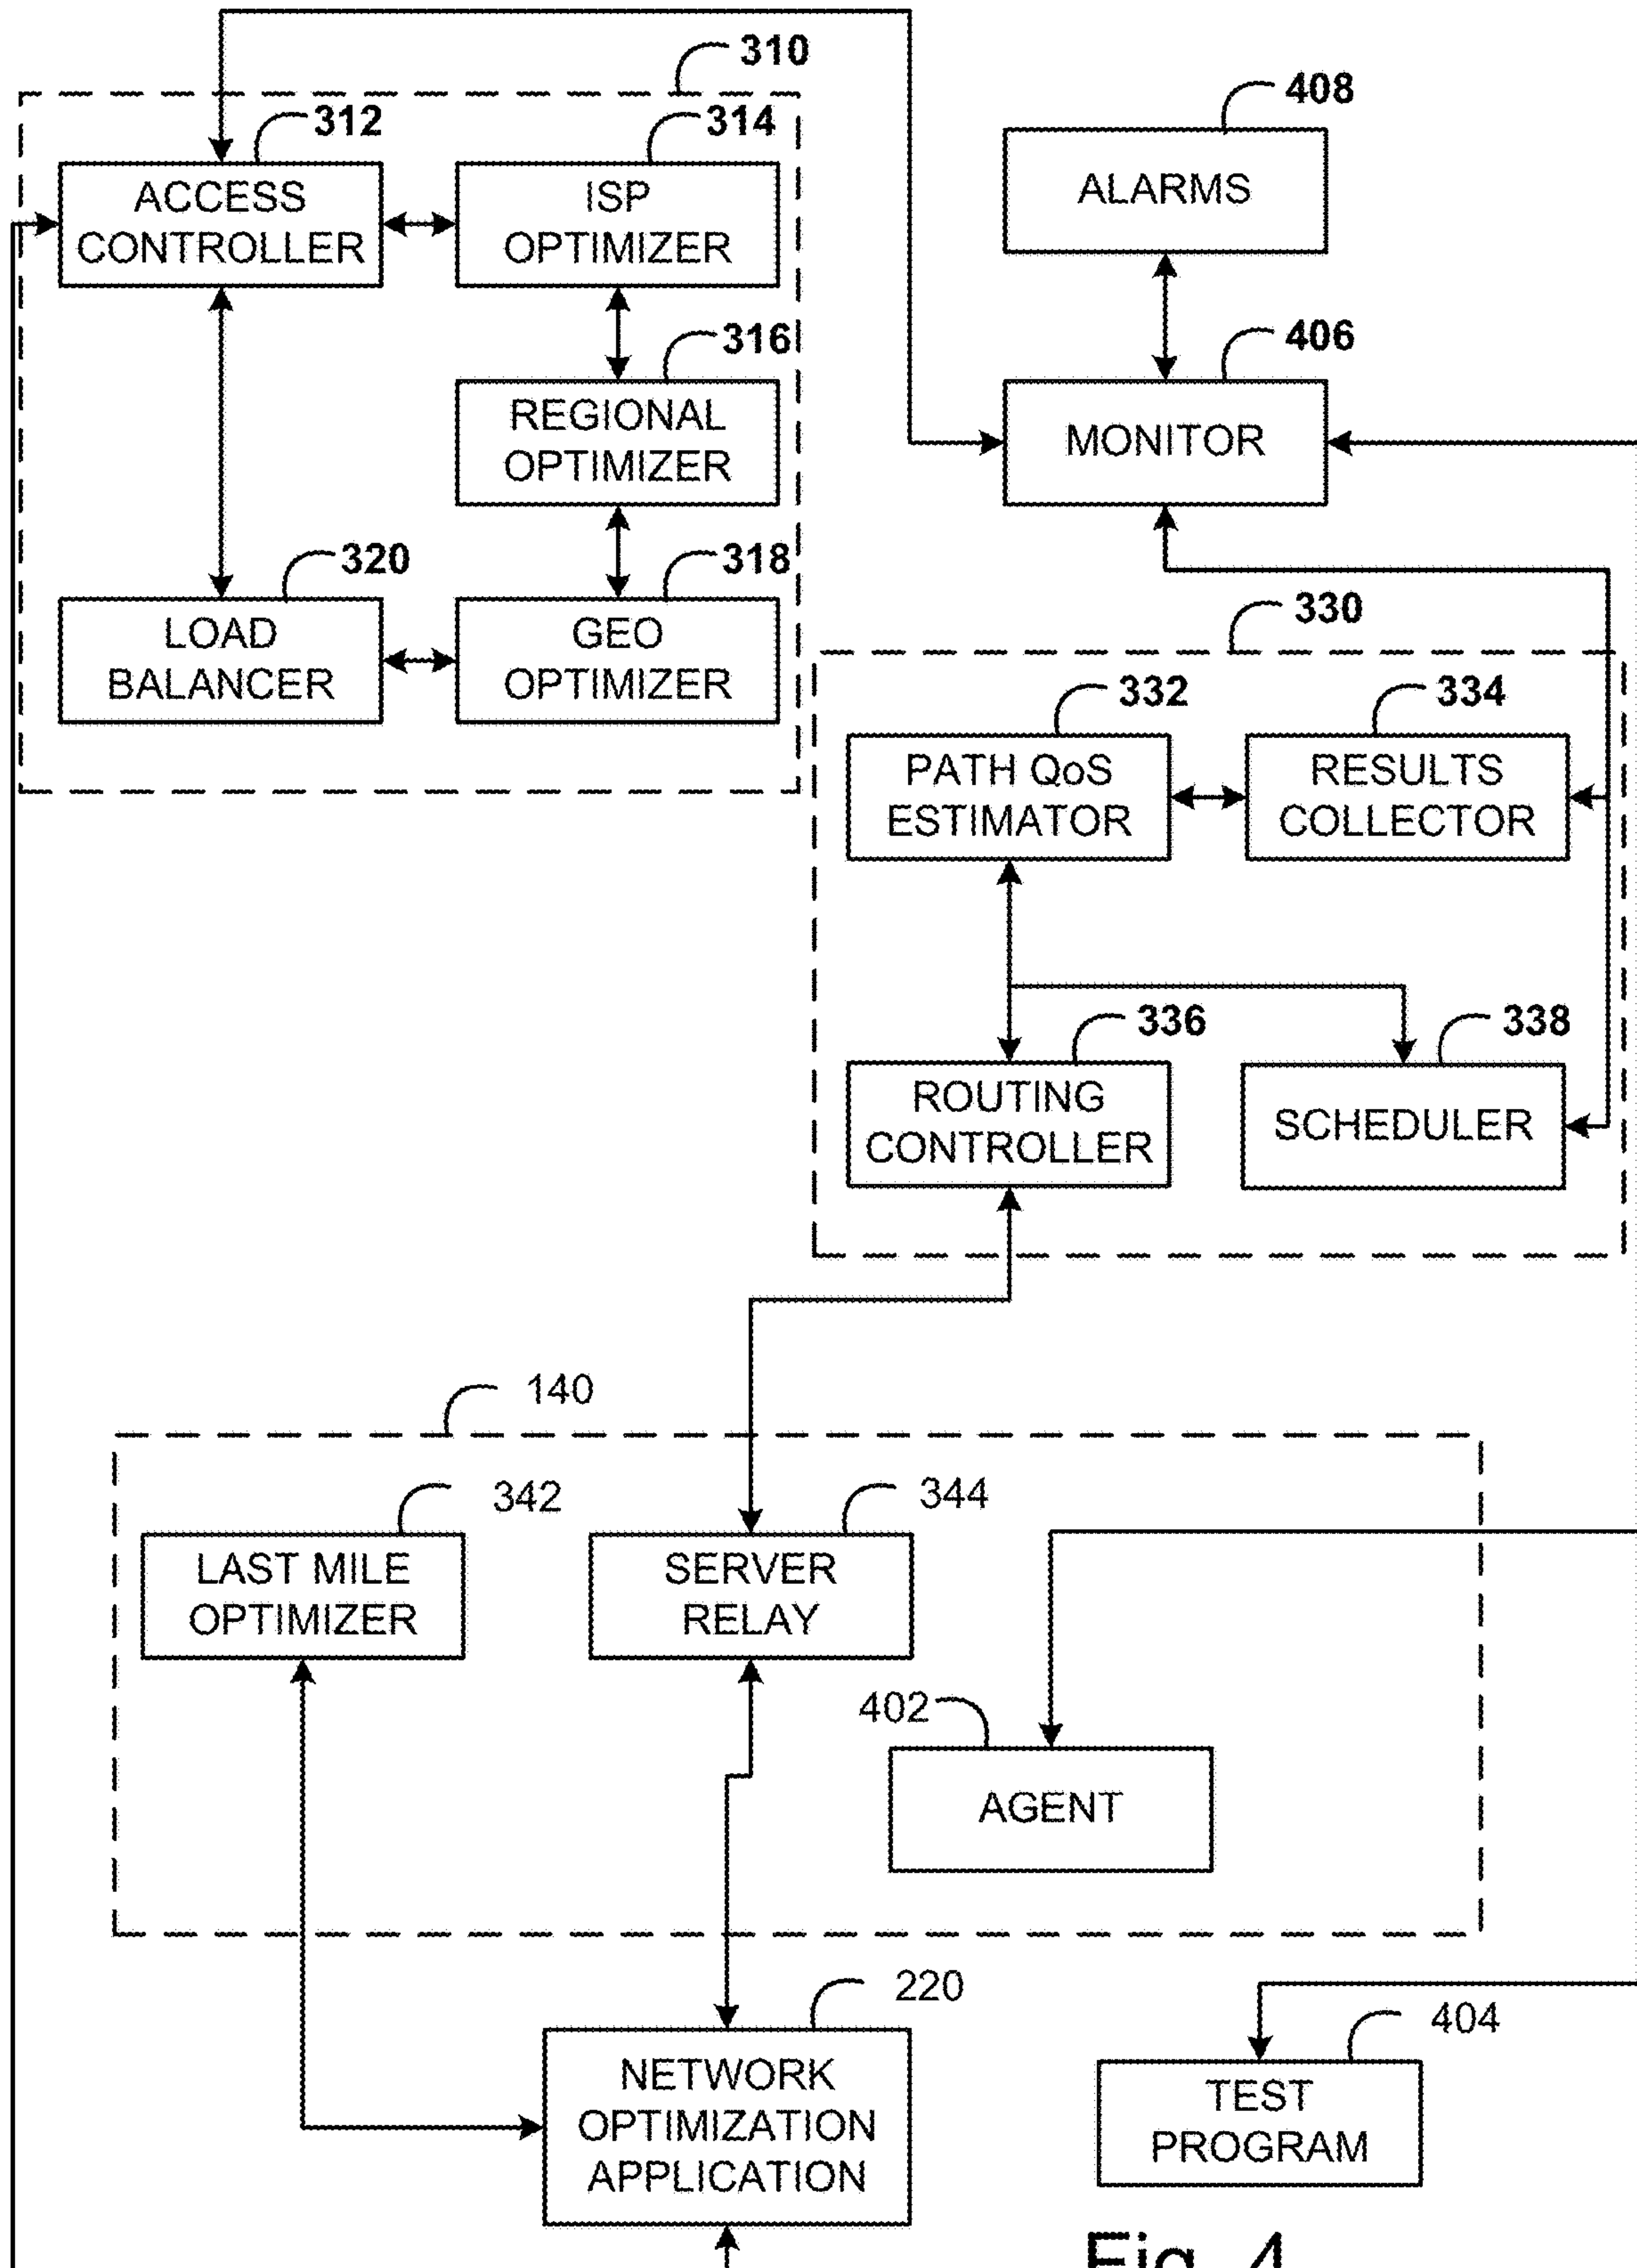 310
408
312
314
ACCESS
CONTROLLER
ISP
OPTIMIZER
ALARMS
316
406
REGIONAL
OPTIMIZER
MONITOR
320
318
LOAD
BALANCER
GEO
OPTIMIZER
330
332
334
PATH QoS
ESTIMATOR
RESULTS
COLLECTOR
336
338
ROUTING
CONTROLLER
SCHEDULER
140
342
344
LAST MILE
OPTIMIZER
SERVER
RELAY
402
AGENT
220
404
NETWORK
OPTIMIZATION
APPLICATION
TEST
PROGRAM
Fig. 4